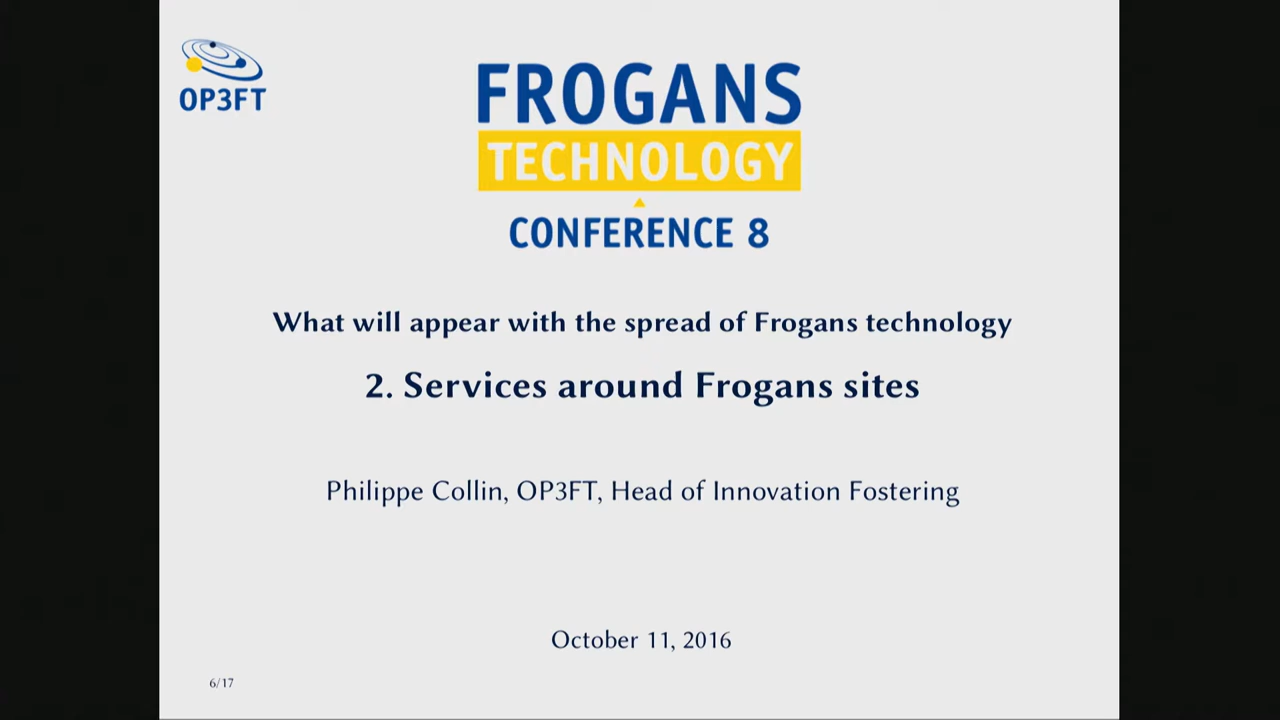 OP3FT
FROGANS
TECHNOLOGY
CONFERENCE 8
What will appear with the spread of Frogans technology
2. Services around Frogans sites
Philippe Collin, OP3FT, Head of Innovation Fostering
October 11, 2016
6/17